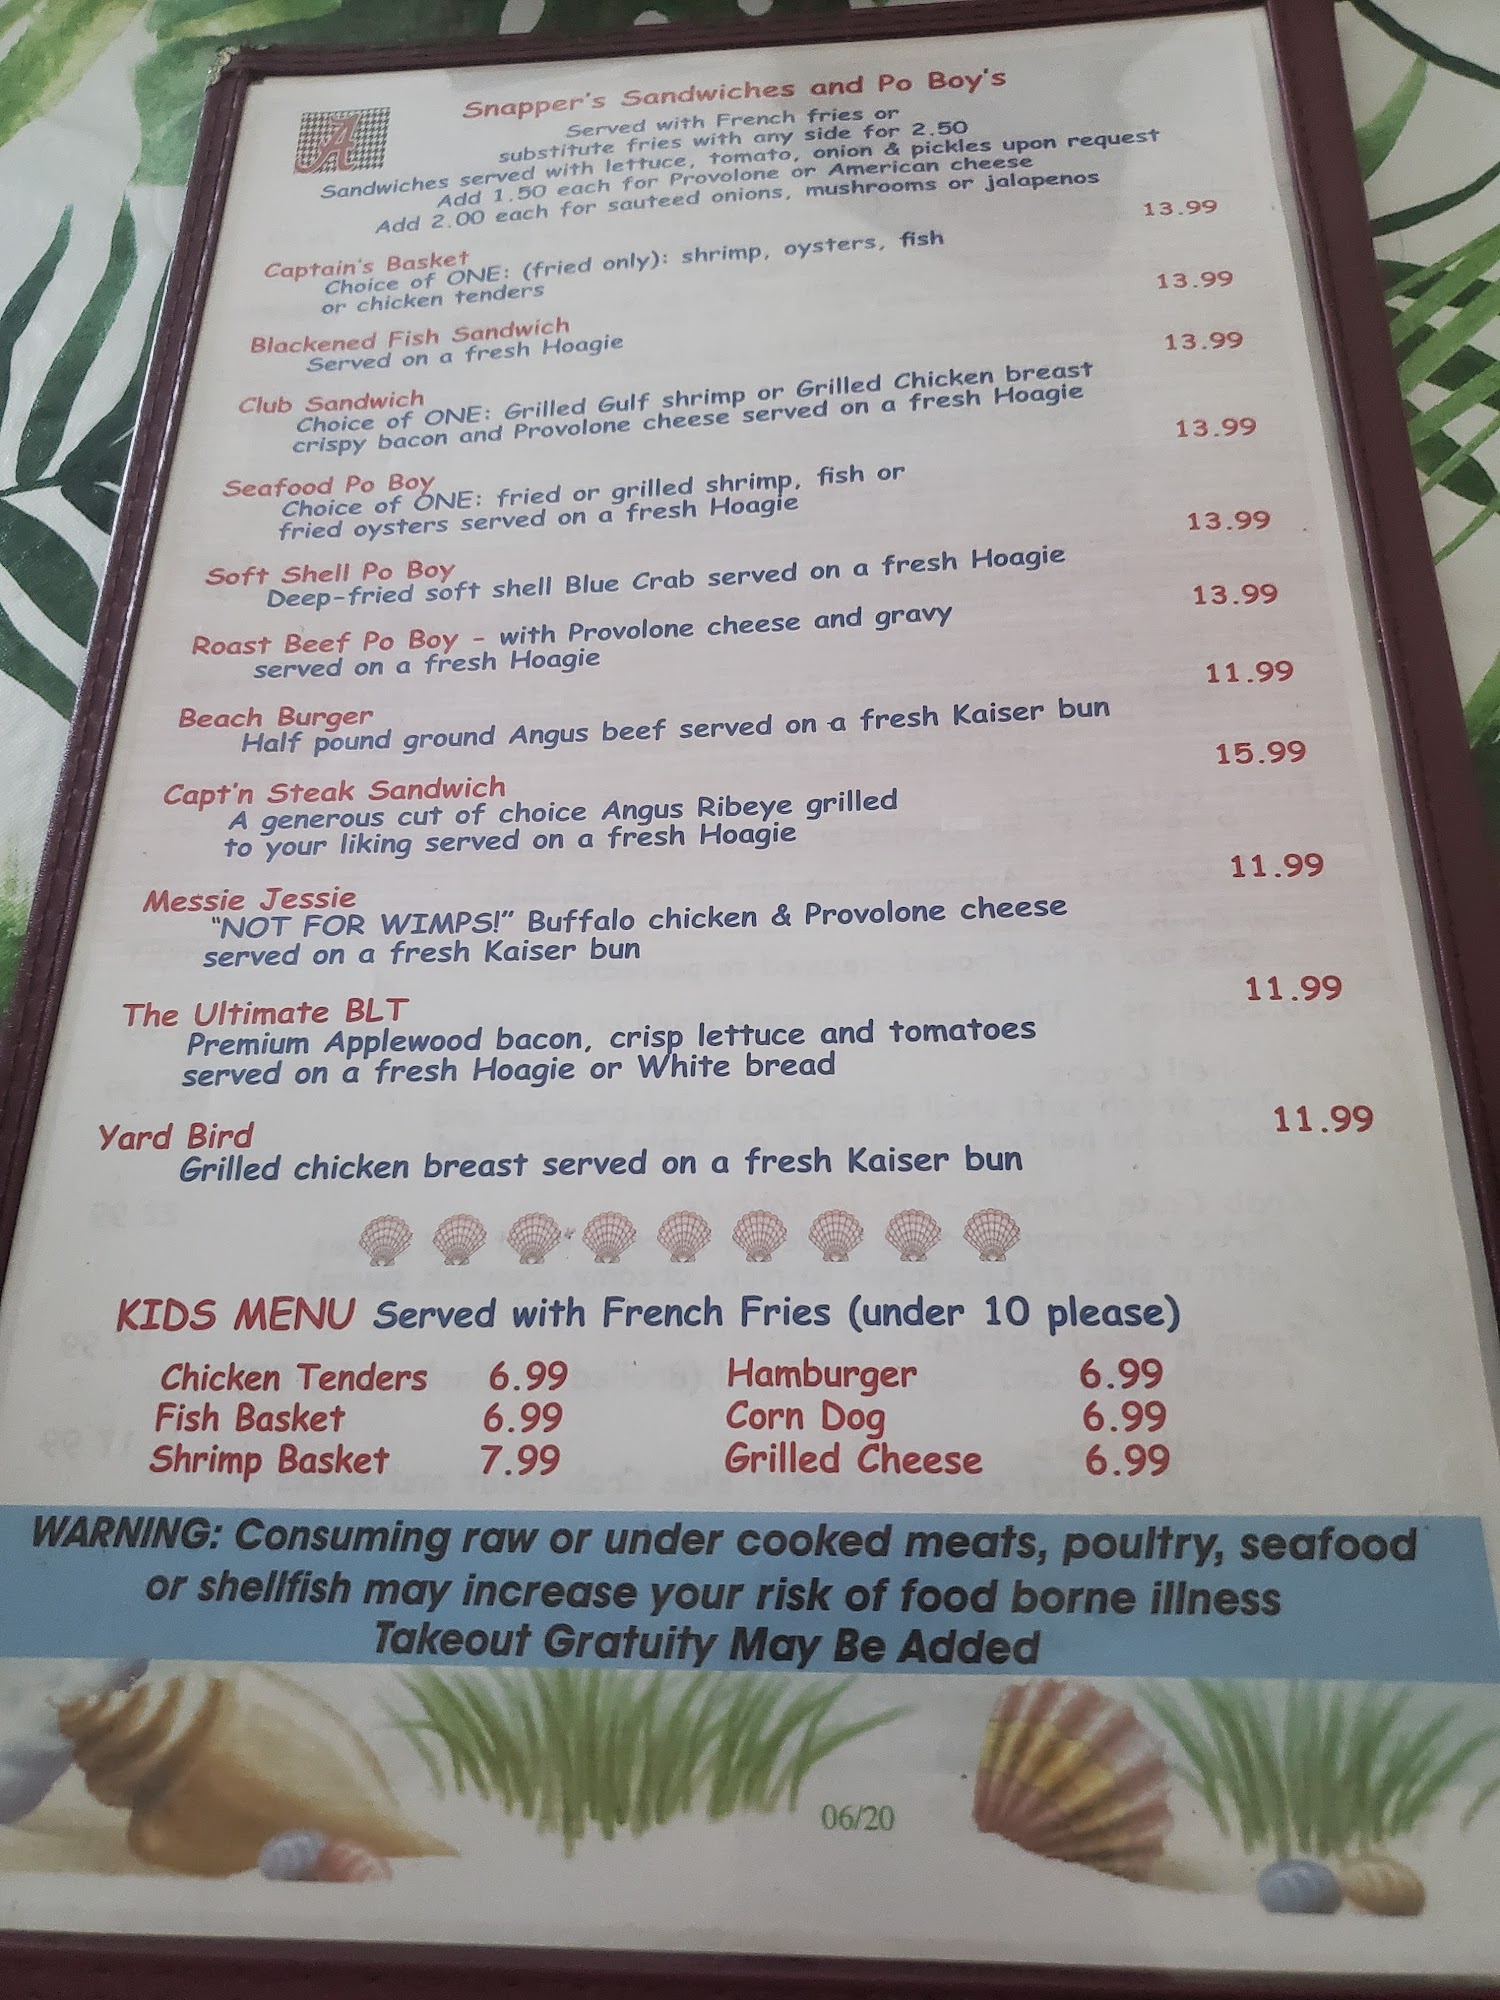 A
Snapper's Sandwiches and Po Boy's
Served with French fries or
substitute fries with any side for 2.50
Sandwiches served with lettuce, tomato, onion & pickles upon request
Add 1.50 each for Provolone or American cheese
Add 2.00 each for sauteed onions, mushrooms or jalapenos
Captain's Basket 13.99
Choice of ONE: (fried only): shrimp, oysters, fish
or chicken tenders
Blackened Fish Sandwich 13.99
Served on a fresh Hoagie
Club Sandwich 13.99
Choice of ONE: Grilled Gulf shrimp or Grilled Chicken breast
crispy bacon and Provolone cheese served on a fresh Hoagie
Seafood Po Boy 13.99
Choice of ONE: fried or grilled shrimp, fish or
fried oysters served on a fresh Hoagie
Soft Shell Po Boy 13.99
Deep-fried soft shell Blue Crab served on a fresh Hoagie
Roast Beef Po Boy - with Provolone cheese and gravy 13.99
served on a fresh Hoagie
Beach Burger 11.99
Half pound ground Angus beef served on a fresh Kaiser bun
Capt'n Steak Sandwich 15.99
A generous cut of choice Angus Ribeye grilled
to your liking served on a fresh Hoagie
Messie Jessie 11.99
"NOT FOR WIMPS!" Buffalo chicken & Provolone cheese
served on a fresh Kaiser bun
The Ultimate BLT 11.99
Premium Applewood bacon, crisp lettuce and tomatoes
served on a fresh Hoagie or White bread
Yard Bird 11.99
Grilled chicken breast served on a fresh Kaiser bun
KIDS MENU Served with French Fries (under 10 please)
Chicken Tenders 6.99 Hamburger 6.99
Fish Basket 6.99 Corn Dog 6.99
Shrimp Basket 7.99 Grilled Cheese 6.99
WARNING: Consuming raw or under cooked meats, poultry, seafood
or shellfish may increase your risk of food borne illness
Takeout Gratuity May Be Added
06/20